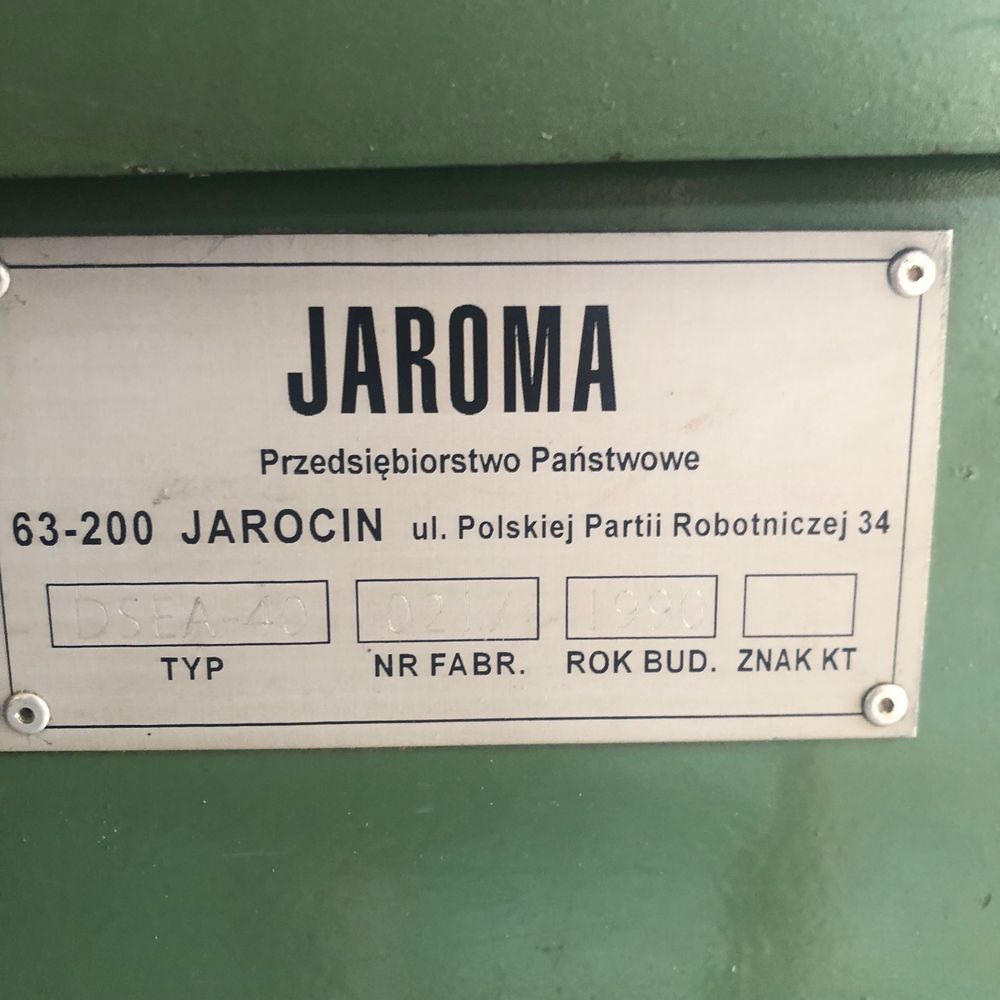 JAROMA
Przedsiębiorstwo Państwowe
63-200 JAROCIN ul. Polskiej Partii Robotniczej 34
DSEA-40 0217 1990
TYP NR FABR. ROK BUD. ZNAK KT